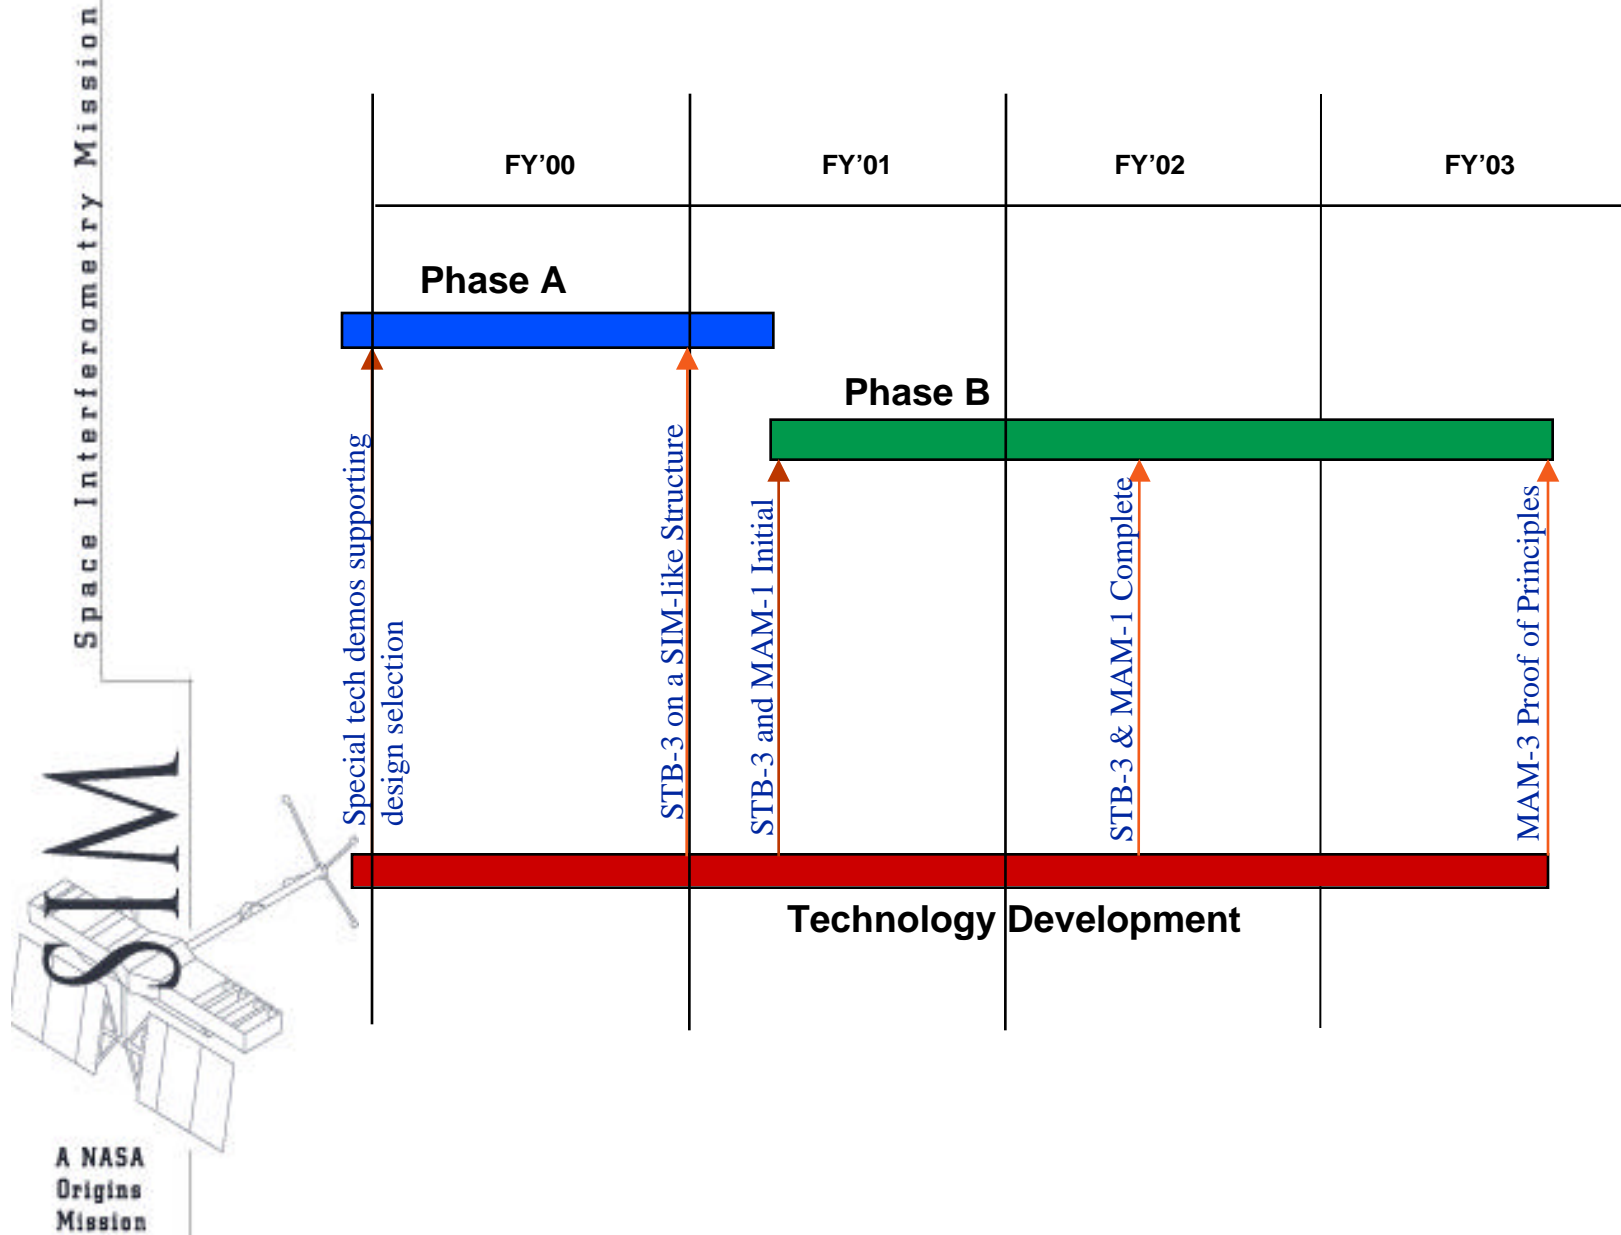 Space Interferometry Mission
FY'00
FY'01
FY'02
FY'03
Phase A
Phase B
Special tech demos supporting
design selection
STB-3 on a SIM-like Structure
STB-3 and MAM-1 Initial
STB-3 & MAM-1 Complete
MAM-3 Proof of Principles
Technology Development
SIM
A NASA
Origins
Mission